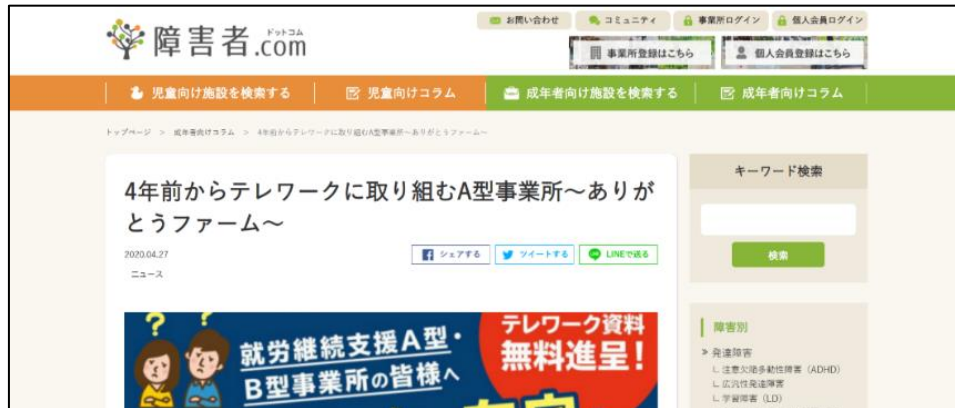 お問い合わせ
コミュニティ
事業所ログイン
個人会員ログイン
ドットコム
障害者.com
事業所登録はこちら
個人会員登録はこちら
児童向け施設を検索する
児童向けコラム
成年者向け施設を検索する
成年者向けコラム
トップページ > 成年者向けコラム > 4年前からテレワークに取り組むA型事業所〜ありがとうファーム〜
4年前からテレワークに取り組むA型事業所〜ありが
とうファーム〜
2020.04.27
シェアする
ツイートする
LINEで送る
ニュース
? ?
就労継続支援A型・
B型事業所の皆様へ
テレワーク資料
無料進呈!
キーワード検索
検索
障害別
> 発達障害
∟ 注意欠陥多動性障害 (ADHD)
∟ 広汎性発達障害
∟ 学習障害 (LD)